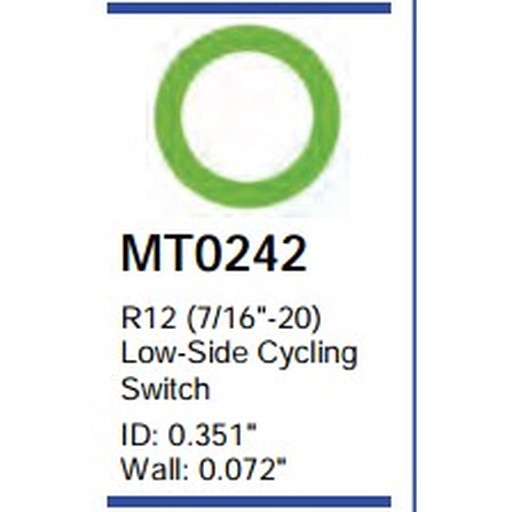 MT0242
R12 (7/16"-20)
Low-Side Cycling
Switch
ID: 0.351"
Wall: 0.072"